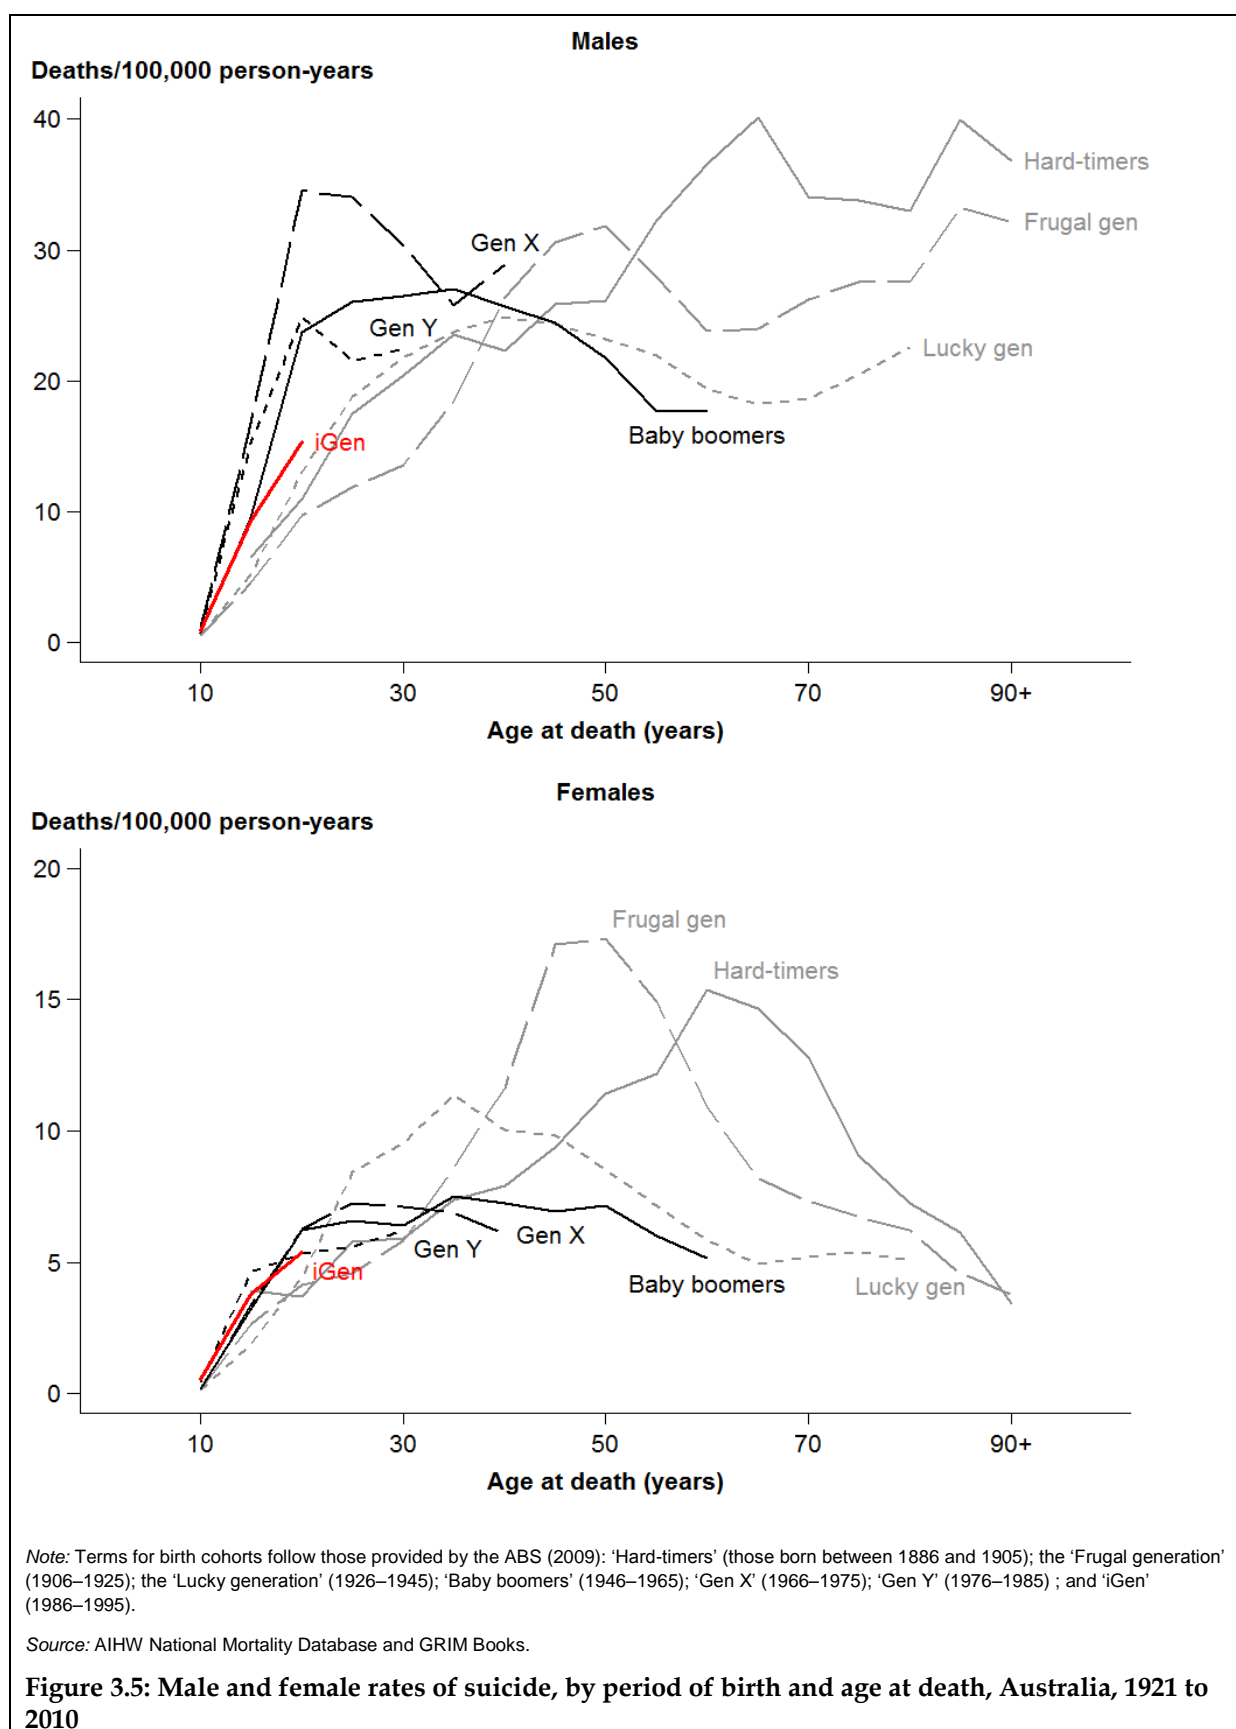 Males
Deaths/100,000 person-years
40
Hard-timers
Frugal gen
30
Gen X
Gen Y
Lucky gen
20
Baby boomers
iGen
10
0
10 30 50 70 90+
Age at death (years)
Females
Deaths/100,000 person-years
20
Frugal gen
Hard-timers
15
10
Gen Y
Gen X
5
iGen
Baby boomers
Lucky gen
0
10 30 50 70 90+
Age at death (years)
Note: Terms for birth cohorts follow those provided by the ABS (2009): ‘Hard-timers’ (those born between 1886 and 1905); the ‘Frugal generation’
(1906–1925); the ‘Lucky generation’ (1926–1945); ‘Baby boomers’ (1946–1965); ‘Gen X’ (1966–1975); ‘Gen Y’ (1976–1985) ; and ‘iGen’
(1986–1995).
Source: AIHW National Mortality Database and GRIM Books.
Figure 3.5: Male and female rates of suicide, by period of birth and age at death, Australia, 1921 to
2010